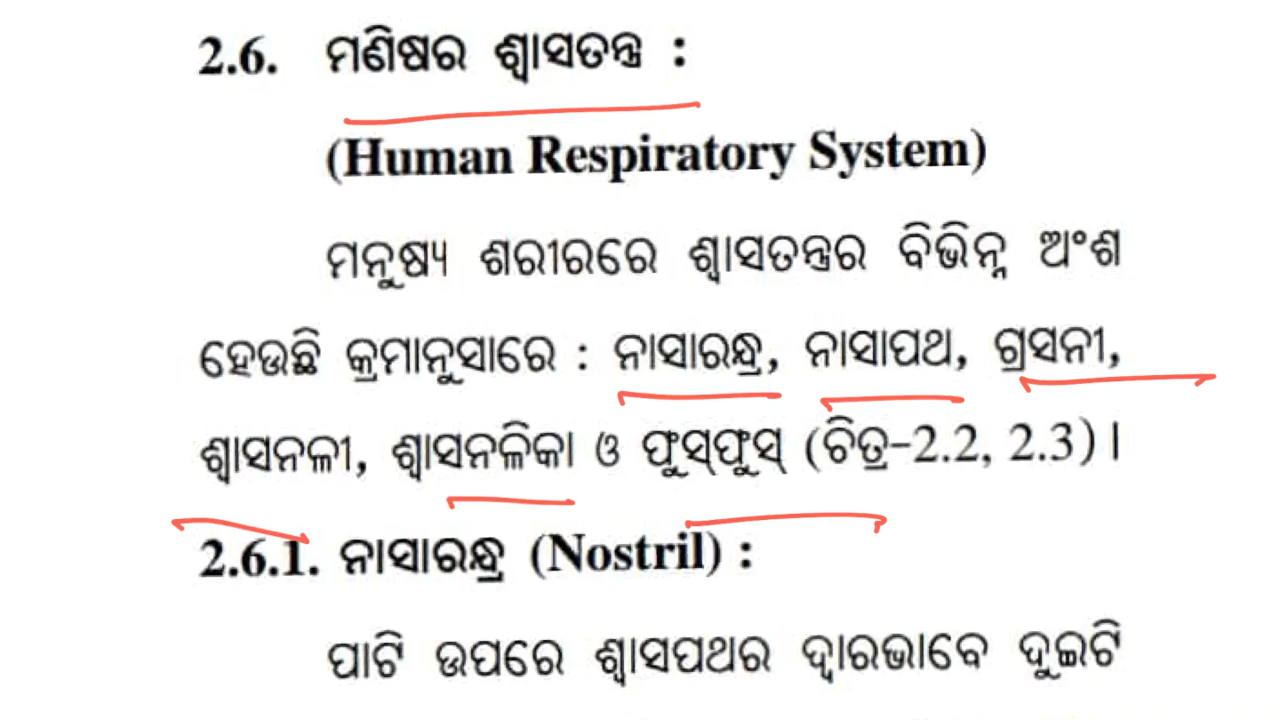 2.6. ମଣିଷର ଶ୍ୱାସତନ୍ତ୍ର :
(Human Respiratory System)
ମନୁଷ୍ୟ ଶରୀରରେ ଶ୍ୱାସତନ୍ତ୍ରର ବିଭିନ୍ନ ଅଂଶ
ହେଉଛି କ୍ରମାନୁସାରେ : ନାସାରନ୍ଧ୍ର, ନାସାପଥ, ଗ୍ରସନୀ,
ଶ୍ୱାସନଳୀ, ଶ୍ୱାସନଳିକା ଓ ଫୁସ୍‌ଫୁସ୍ (ଚିତ୍ର-2.2, 2.3)।
2.6.1. ନାସାରନ୍ଧ୍ର (Nostril) :
ପାଟି ଉପରେ ଶ୍ୱାସପଥର ଦ୍ୱାରଭାବେ ଦୁଇଟି